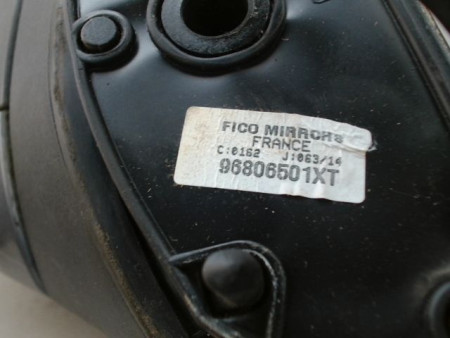 FICO MIRRORS
FRANCE
C:0162 J:063/14
96806501XT